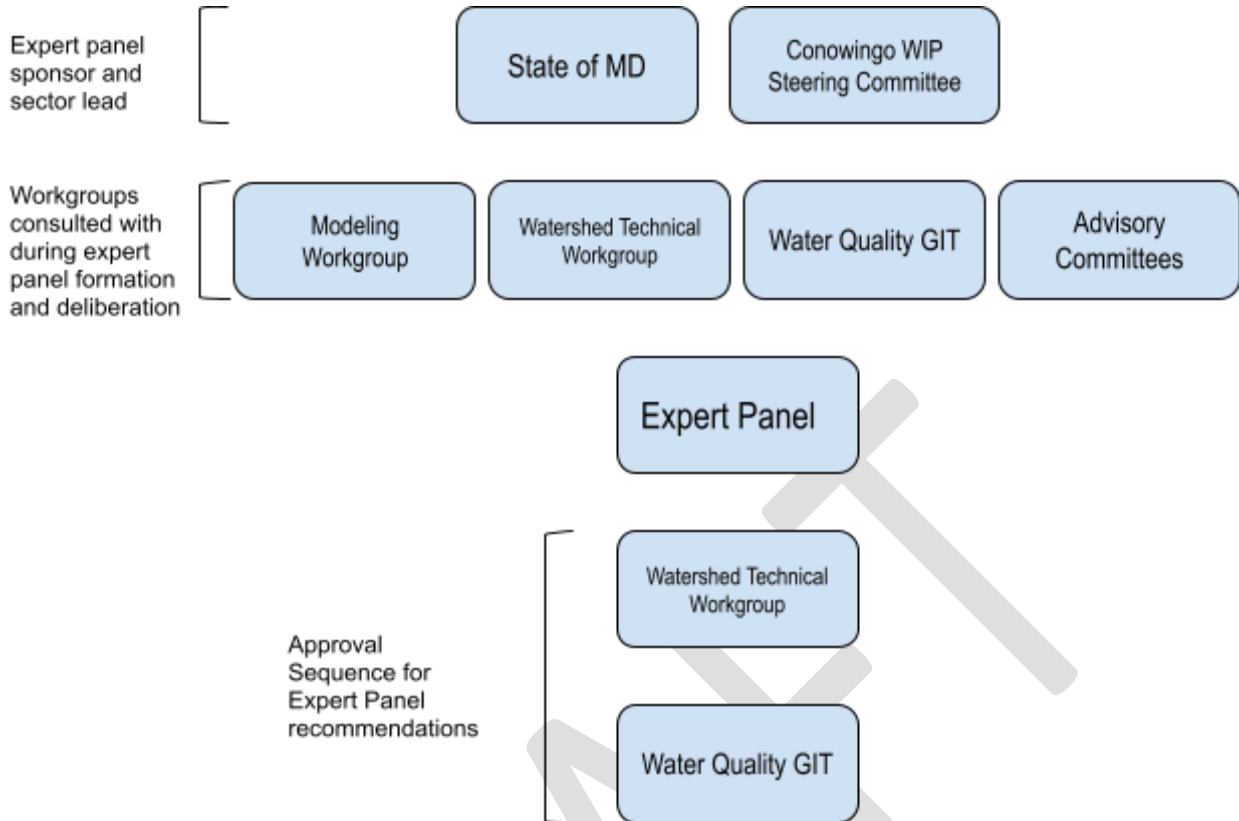 Expert panel
sponsor and
sector lead
State of MD
Conowingo WIP
Steering Committee
Workgroups
consulted with
during expert
panel formation
and deliberation
Modeling
Workgroup
Watershed Technical
Workgroup
Water Quality GIT
Advisory
Committees
Expert Panel
Approval
Sequence for
Expert Panel
recommendations
Watershed Technical
Workgroup
Water Quality GIT